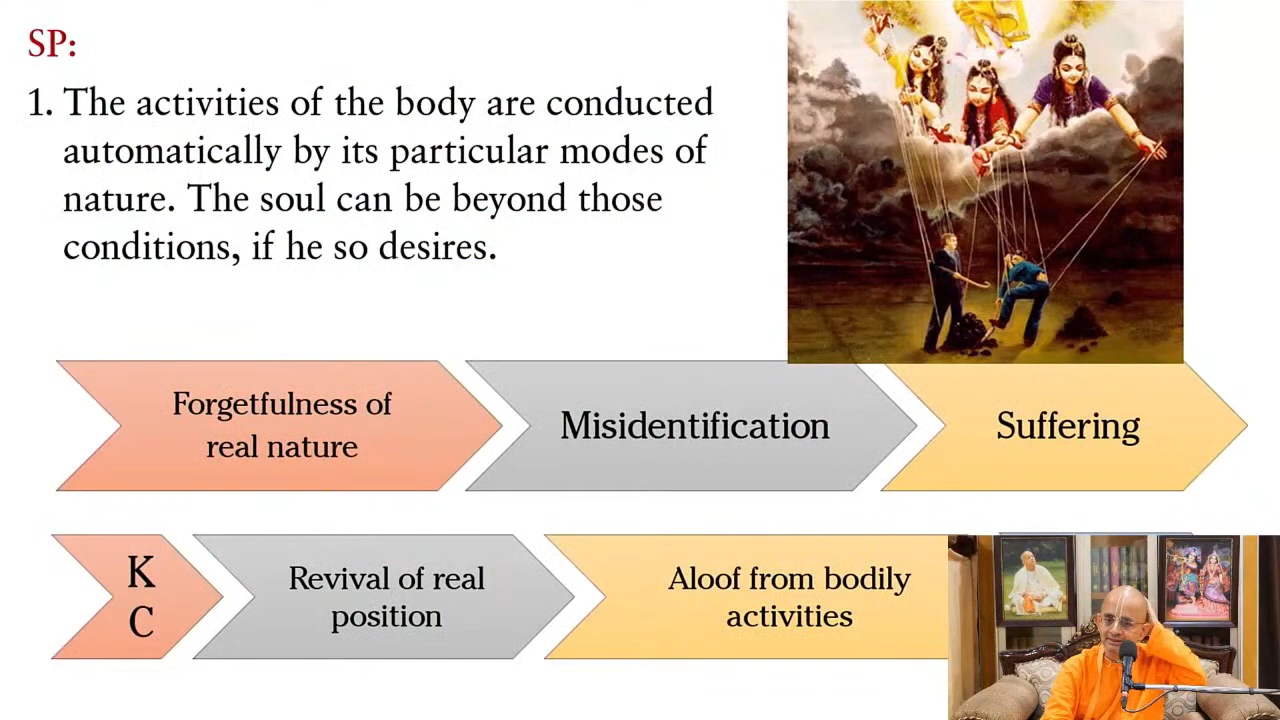 SP:
1. The activities of the body are conducted
automatically by its particular modes of
nature. The soul can be beyond those
conditions, if he so desires.
Forgetfulness of
real nature
Misidentification
Suffering
K
C
Revival of real
position
Aloof from bodily
activities